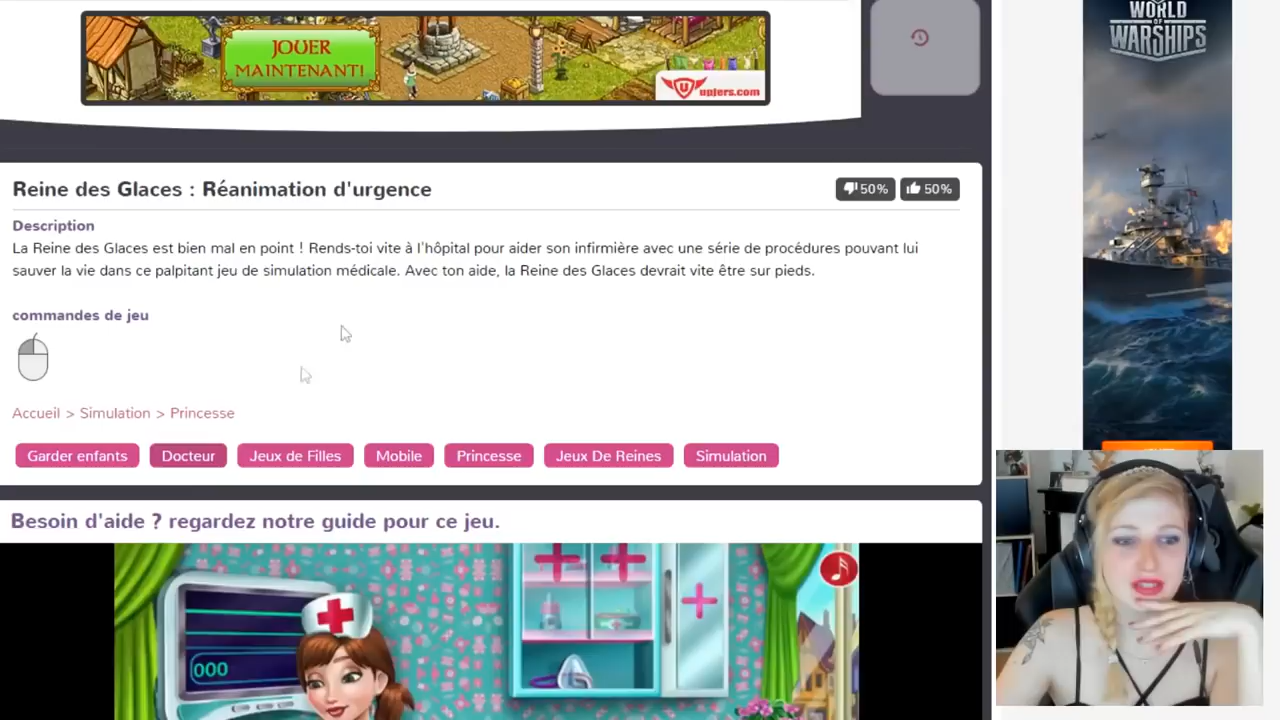 WORLD
OF
WARSHIPS
JOUER
MAINTENANT!
upjers.com
Reine des Glaces : Réanimation d'urgence
50%
50%
Description
La Reine des Glaces est bien mal en point ! Rends-toi vite à l'hôpital pour aider son infirmière avec une série de procédures pouvant lui
sauver la vie dans ce palpitant jeu de simulation médicale. Avec ton aide, la Reine des Glaces devrait vite être sur pieds.
commandes de jeu
Accueil > Simulation > Princesse
Garder enfants Docteur Jeux de Filles Mobile Princesse Jeux De Reines Simulation
Besoin d'aide ? regardez notre guide pour ce jeu.
000